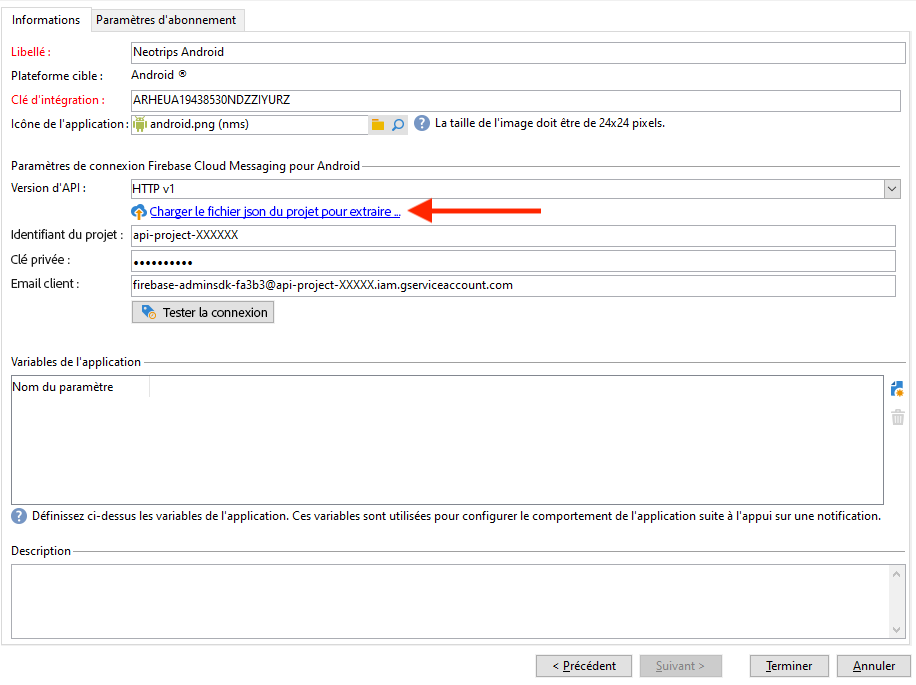 Informations Paramètres d'abonnement
Libellé : Neotrips Android
Plateforme cible : Android ®
Clé d'intégration : ARHEUA19438530NDZZIYURZ
Icône de l'application : android.png (nms) ? La taille de l'image doit être de 24x24 pixels.
Paramètres de connexion Firebase Cloud Messaging pour Android
Version d'API : HTTP v1
Charger le fichier json du projet pour extraire ...
Identifiant du projet : api-project-XXXXXX
Clé privée : ••••••••••
Email client : firebase-adminsdk-fa3b3@api-project-XXXXX.iam.gserviceaccount.com
Tester la connexion
Variables de l'application
Nom du paramètre
? Définissez ci-dessus les variables de l'application. Ces variables sont utilisées pour configurer le comportement de l'application suite à l'appui sur une notification.
Description
< Précédent Suivant > Terminer Annuler